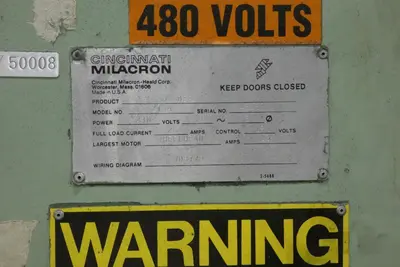 480 VOLTS
50008
CINCINNATI
MILACRON
Cincinnati Milacron-Heald Corp.
Worcester, Mass. 01606
Made in U.S.A.
KEEP DOORS CLOSED
PRODUCT
MODEL NO. SERIAL NO.
POWER VOLTS ~ Ø
FULL LOAD CURRENT AMPS CONTROL VOLTS
LARGEST MOTOR AMPS
WIRING DIAGRAM
WARNING